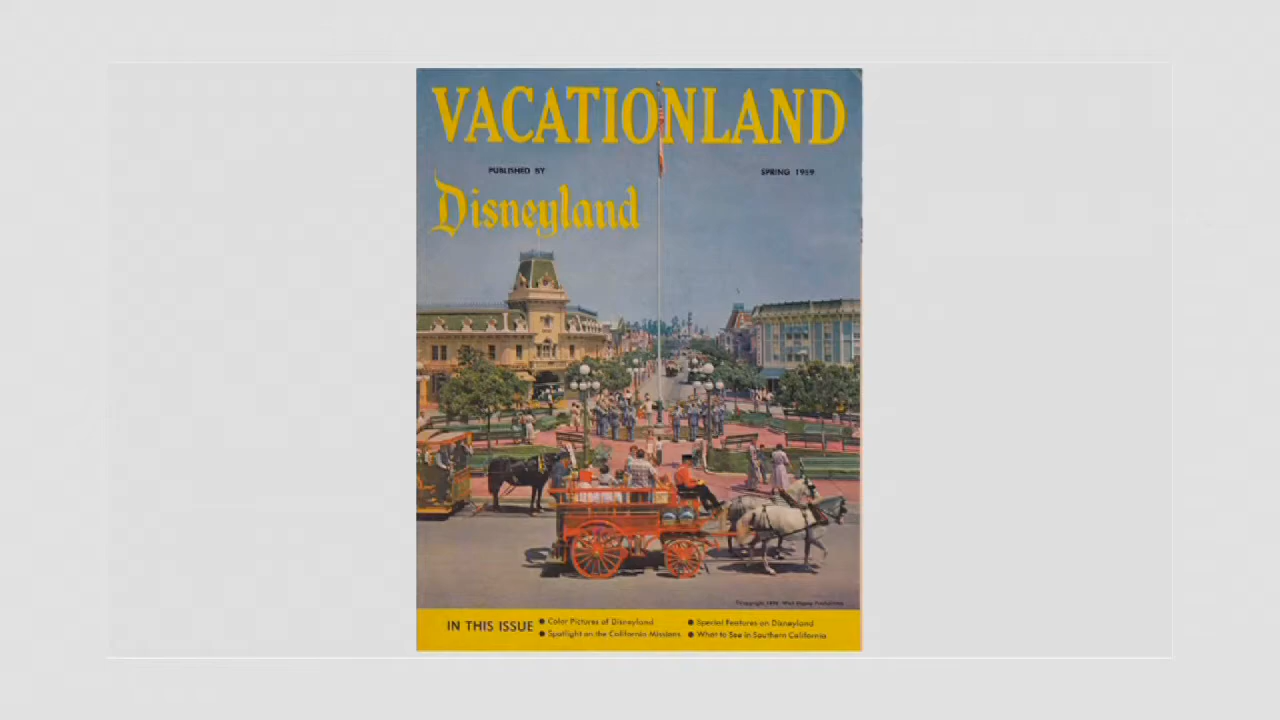 VACATIONLAND
PUBLISHED BY
SPRING 1959
Disneyland
IN THIS ISSUE
● Color Pictures of Disneyland
● Spotlight on the California Missions
● Special Features on Disneyland
● What to See in Southern California